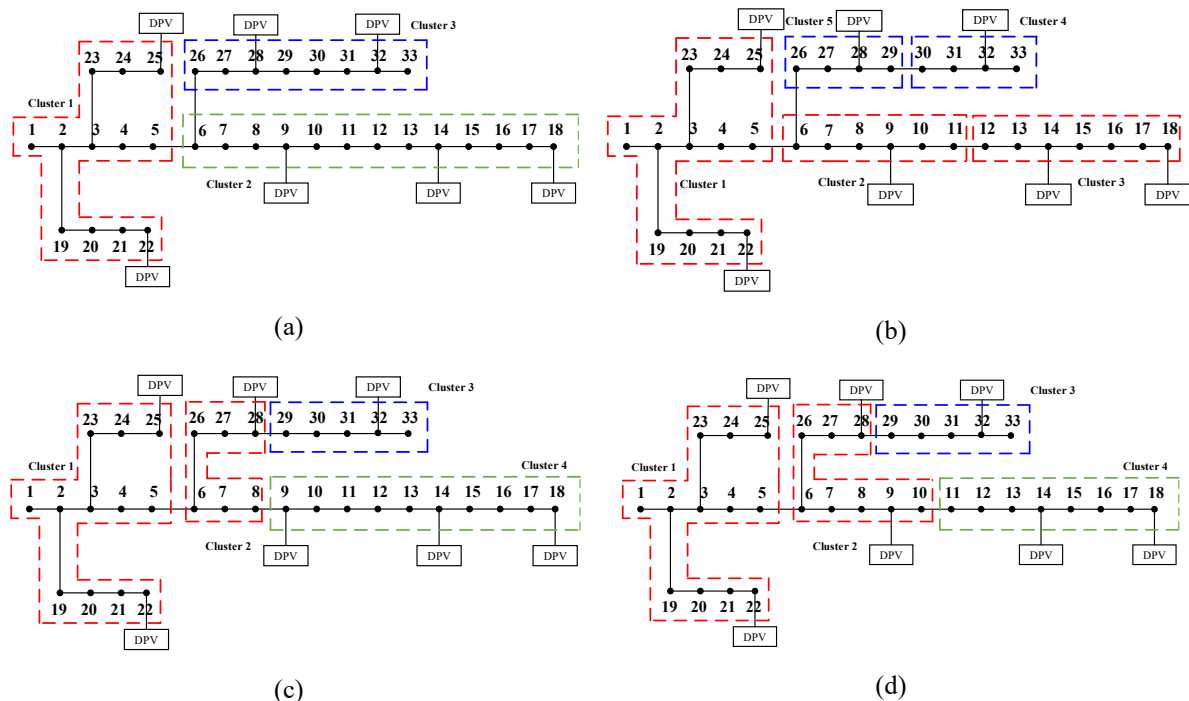 DPV DPV DPV Cluster 3
23 24 25 26 27 28 29 30 31 32 33
Cluster 1
1 2 3 4 5 6 7 8 9 10 11 12 13 14 15 16 17 18
Cluster 2 DPV DPV DPV
19 20 21 22
DPV
(a)
DPV Cluster 5 DPV DPV Cluster 4
23 24 25 26 27 28 29 30 31 32 33
1 2 3 4 5 6 7 8 9 10 11 12 13 14 15 16 17 18
Cluster 1 Cluster 2 DPV DPV Cluster 3 DPV
19 20 21 22
DPV
(b)
DPV DPV DPV Cluster 3
23 24 25 26 27 28 29 30 31 32 33
Cluster 1 Cluster 4
1 2 3 4 5 6 7 8 9 10 11 12 13 14 15 16 17 18
Cluster 2 DPV DPV DPV
19 20 21 22
DPV
(c)
DPV DPV DPV Cluster 3
23 24 25 26 27 28 29 30 31 32 33
Cluster 1 Cluster 4
1 2 3 4 5 6 7 8 9 10 11 12 13 14 15 16 17 18
Cluster 2 DPV DPV DPV
19 20 21 22
DPV
(d)